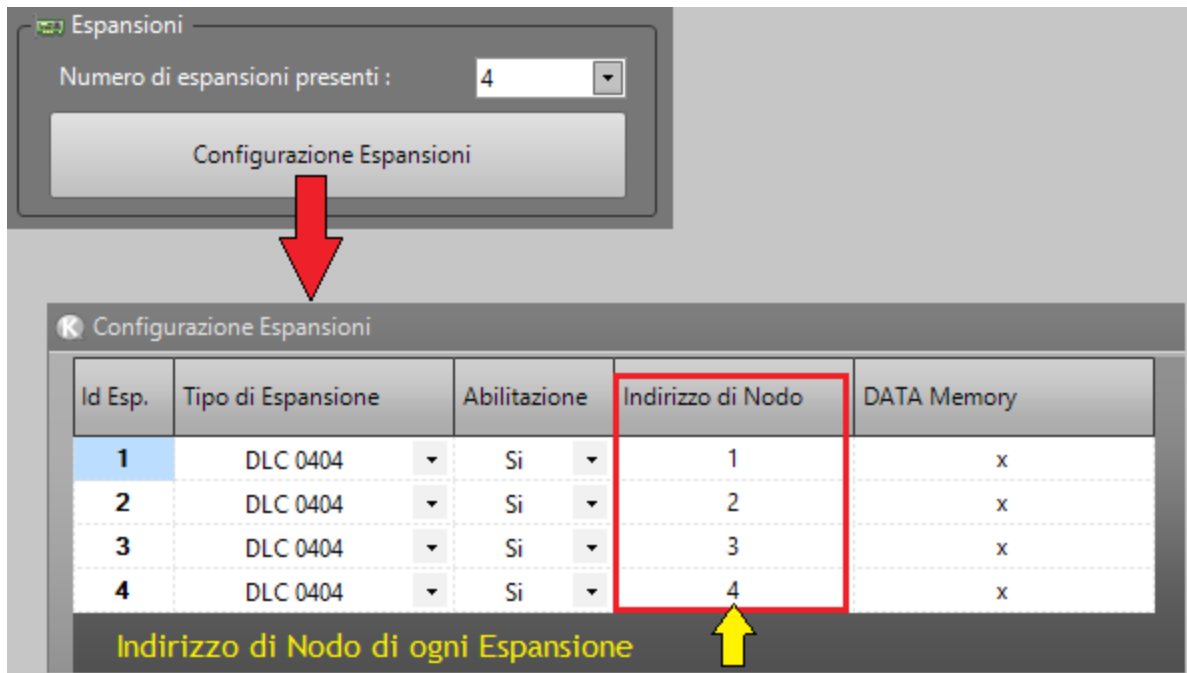 Espansioni
Numero di espansioni presenti : 4
Configurazione Espansioni
K Configurazione Espansioni
Id Esp. Tipo di Espansione Abilitazione Indirizzo di Nodo DATA Memory
1 DLC 0404 Si 1 x
2 DLC 0404 Si 2 x
3 DLC 0404 Si 3 x
4 DLC 0404 Si 4 x
Indirizzo di Nodo di ogni Espansione